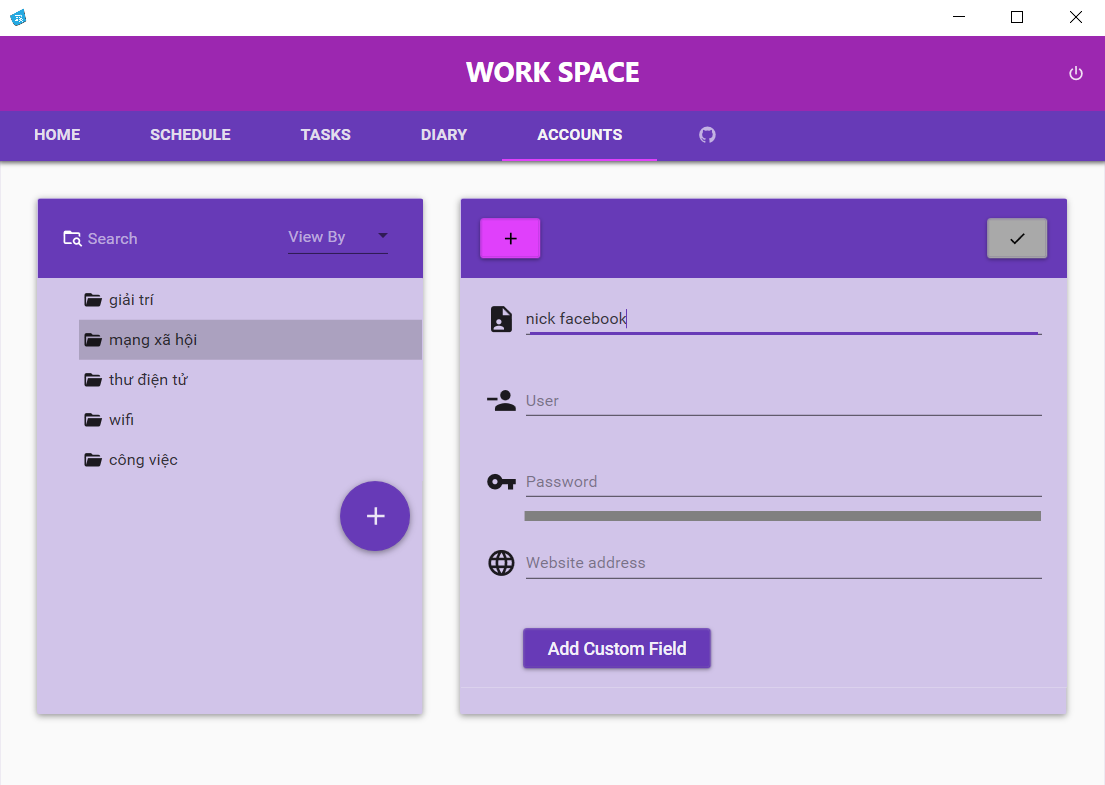 WORK SPACE
HOME SCHEDULE TASKS DIARY ACCOUNTS
Search View By
giải trí
mạng xã hội
thư điện tử
wifi
công việc
nick facebook
User
Password
Website address
Add Custom Field